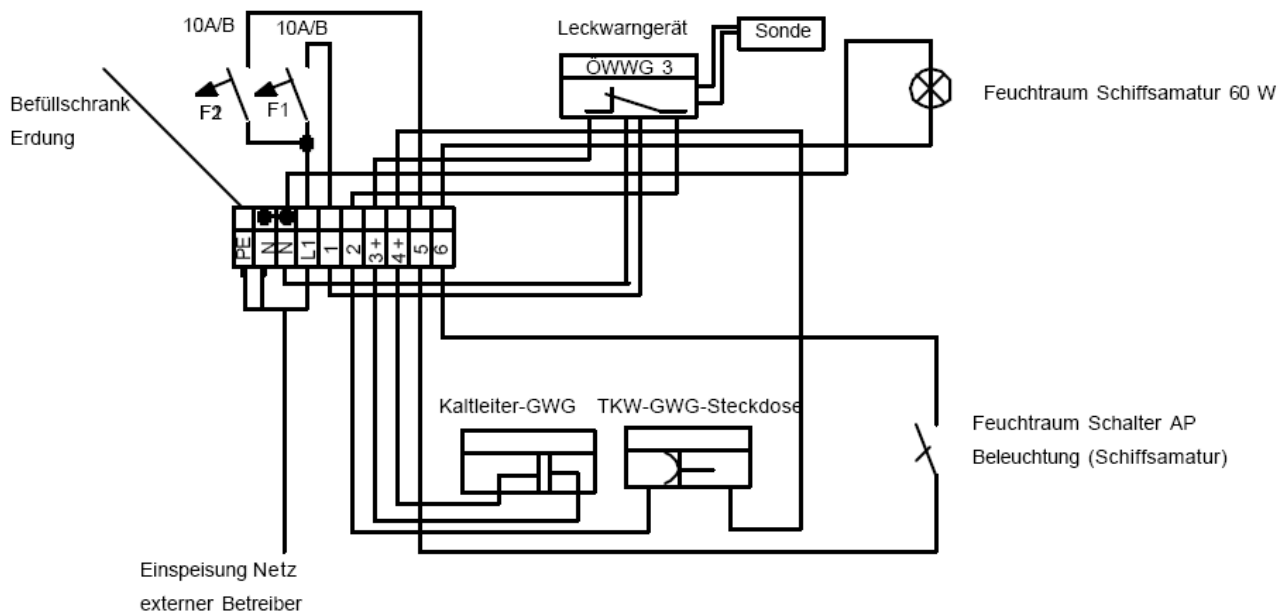 10A/B
10A/B
Leckwarngerät
Sonde
ÖWWG 3
Befüllschrank
Erdung
F1
Feuchtraum Schiffsamatur 60 W
PE
N
N
L1
1
2
3+
4+
5
6
Kaltleiter-GWG
TKW-GWG-Steckdose
Feuchtraum Schalter AP
Beleuchtung (Schiffsamatur)
Einspeisung Netz
externer Betreiber